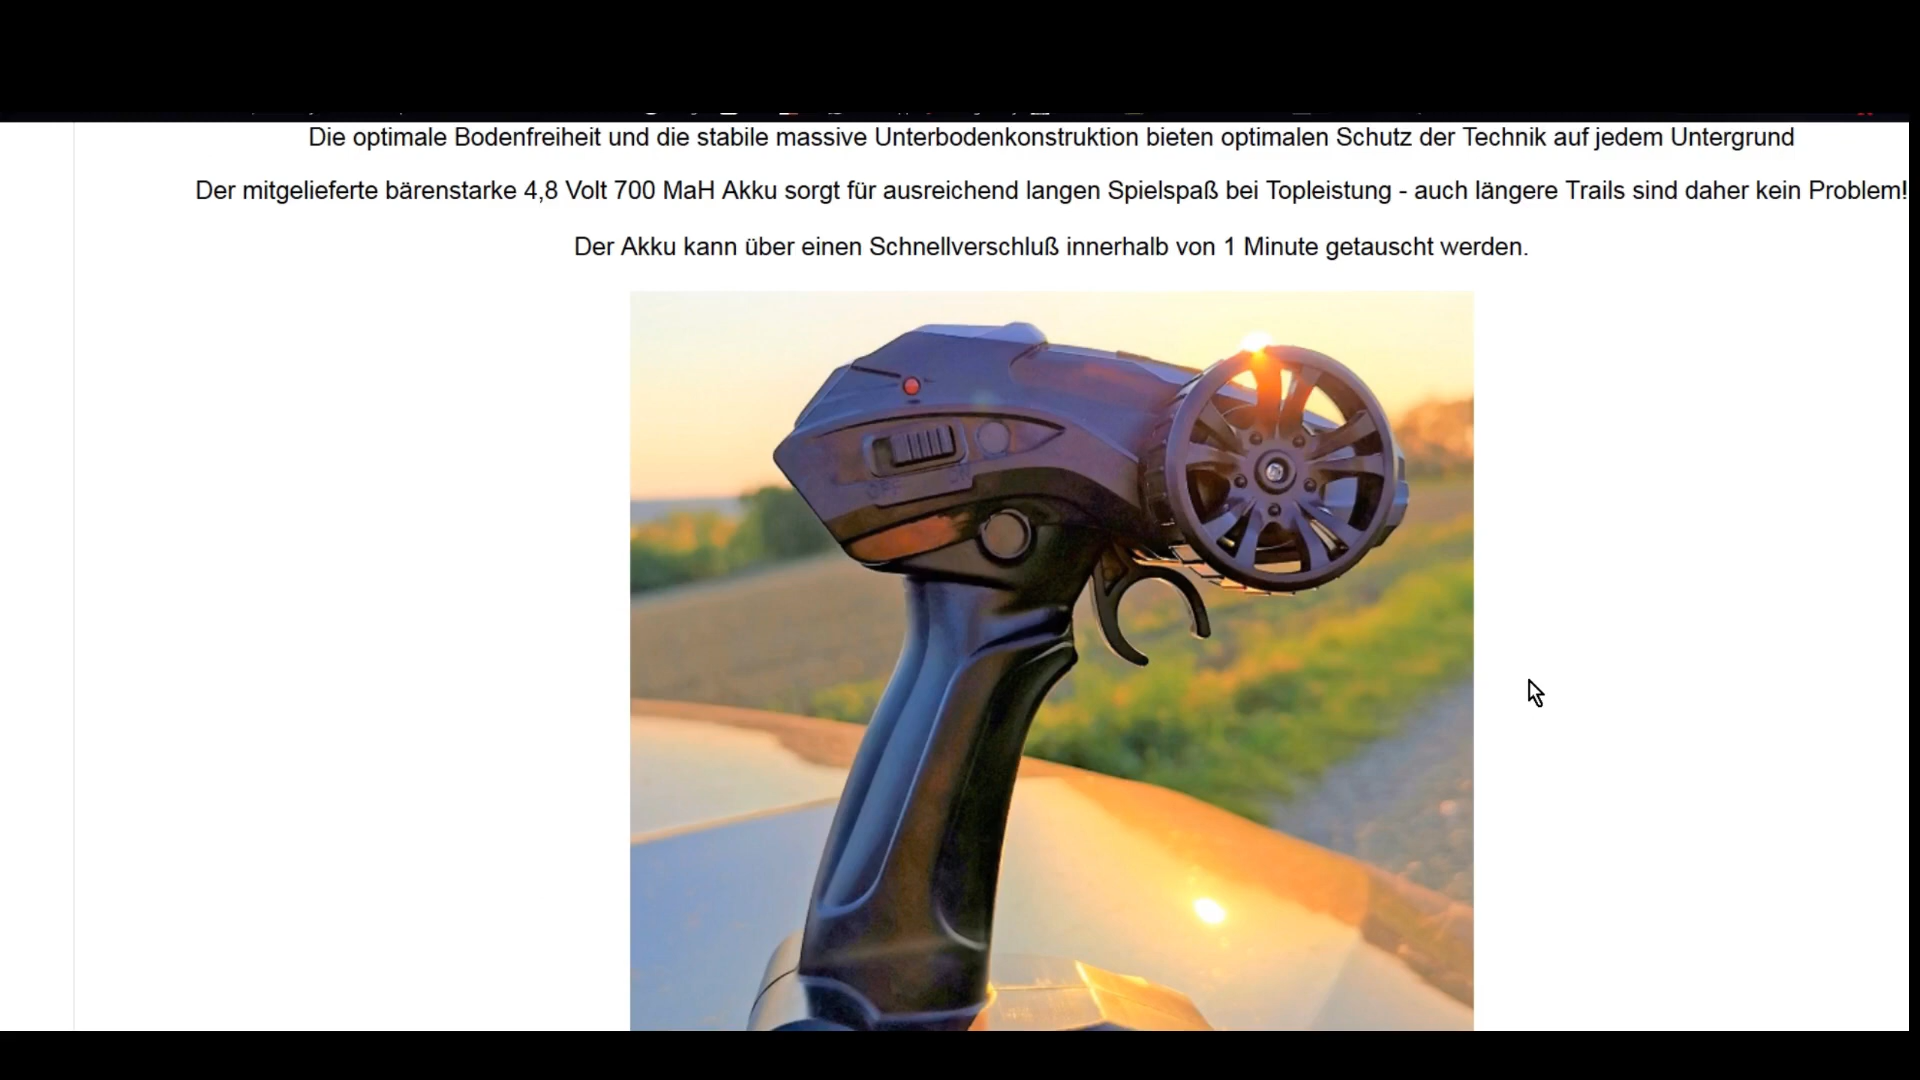 Die optimale Bodenfreiheit und die stabile massive Unterbodenkonstruktion bieten optimalen Schutz der Technik auf jedem Untergrund
Der mitgelieferte bärenstarke 4,8 Volt 700 MaH Akku sorgt für ausreichend langen Spielspaß bei Topleistung - auch längere Trails sind daher kein Problem!
Der Akku kann über einen Schnellverschluß innerhalb von 1 Minute getauscht werden.
OFF ON